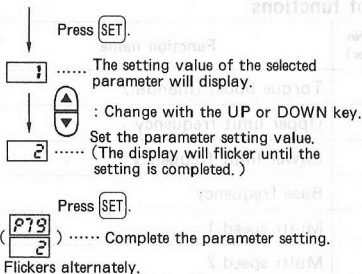 Press SET.
1 ...... The setting value of the selected
parameter will display.
: Change with the UP or DOWN key.
Set the parameter setting value.
2 ...... (The display will flicker until the
setting is completed.)
Press SET.
( P79
2 ) ...... Complete the parameter setting.
Flickers alternately.